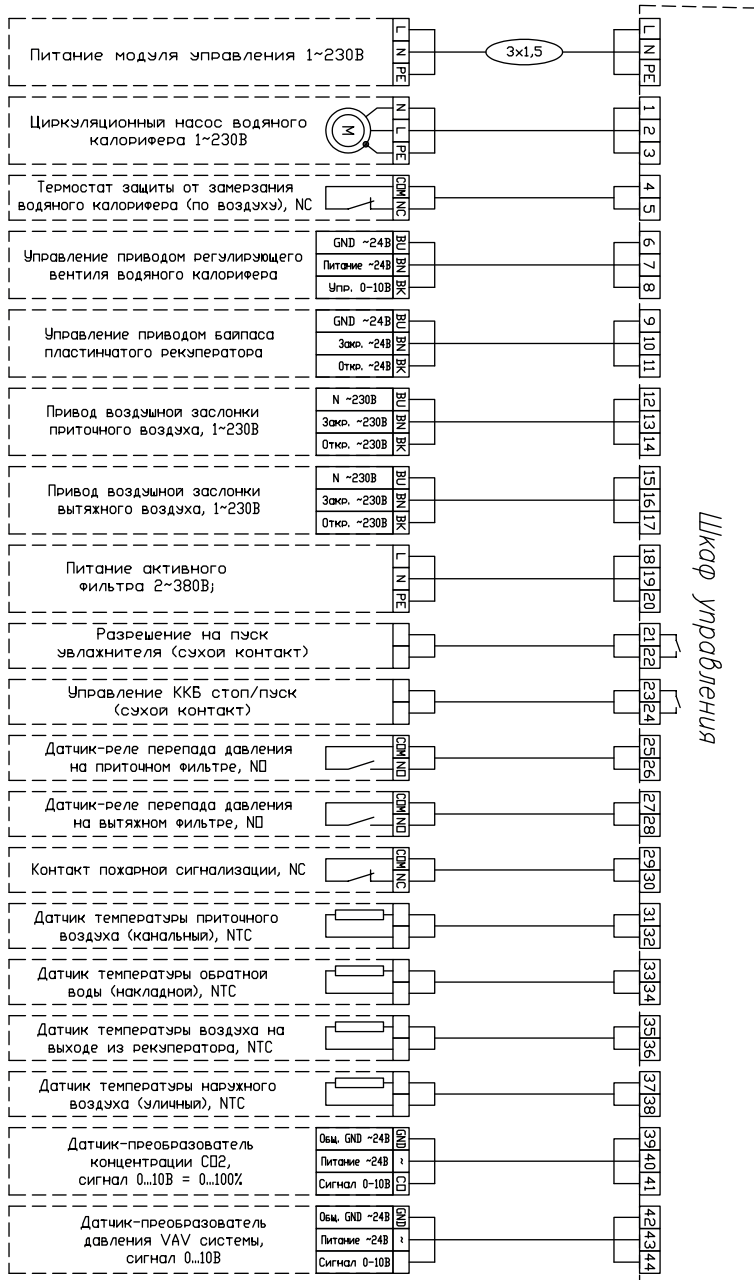 Питание модуля управления 1~230В
L
N
PE
3x1,5
L
N
PE
Циркуляционный насос водяного
калорифера 1~230В
M
N
L
PE
1
2
3
Термостат защиты от замерзания
водяного калорифера (по воздуху), NC
COM
NC
4
5
Управление приводом регулирующего
вентиля водяного калорифера
GND ~24В BU
Питание ~24В BN
Упр. 0-10В BK
6
7
8
Управление приводом байпаса
пластинчатого рекуператора
GND ~24В BU
Закр. ~24В BN
Откр. ~24В BK
9
10
11
Привод воздушной заслонки
приточного воздуха, 1~230В
N ~230В BU
Закр. ~230В BN
Откр. ~230В BK
12
13
14
Привод воздушной заслонки
вытяжного воздуха, 1~230В
N ~230В BU
Закр. ~230В BN
Откр. ~230В BK
15
16
17
Питание активного
фильтра 2~380В;
L
N
PE
18
19
20
Разрешение на пуск
увлажнителя (сухой контакт)
21
22
Управление ККБ стоп/пуск
(сухой контакт)
23
24
Датчик-реле перепада давления
на приточном фильтре, NO
COM
NO
25
26
Датчик-реле перепада давления
на вытяжном фильтре, NO
COM
NO
27
28
Контакт пожарной сигнализации, NC
COM
NC
29
30
Датчик температуры приточного
воздуха (канальный), NTC
31
32
Датчик температуры обратной
воды (накладной), NTC
33
34
Датчик температуры воздуха на
выходе из рекуператора, NTC
35
36
Датчик температуры наружного
воздуха (уличный), NTC
37
38
Датчик-преобразователь
концентрации CO2,
сигнал 0...10В = 0...100%
Общ. GND ~24В GND
Питание ~24В ~
Сигнал 0-10В CO
39
40
41
Датчик-преобразователь
давления VAV системы,
сигнал 0...10В
Общ. GND ~24В GND
Питание ~24В ~
Сигнал 0-10В
42
43
44
Шкаф управления